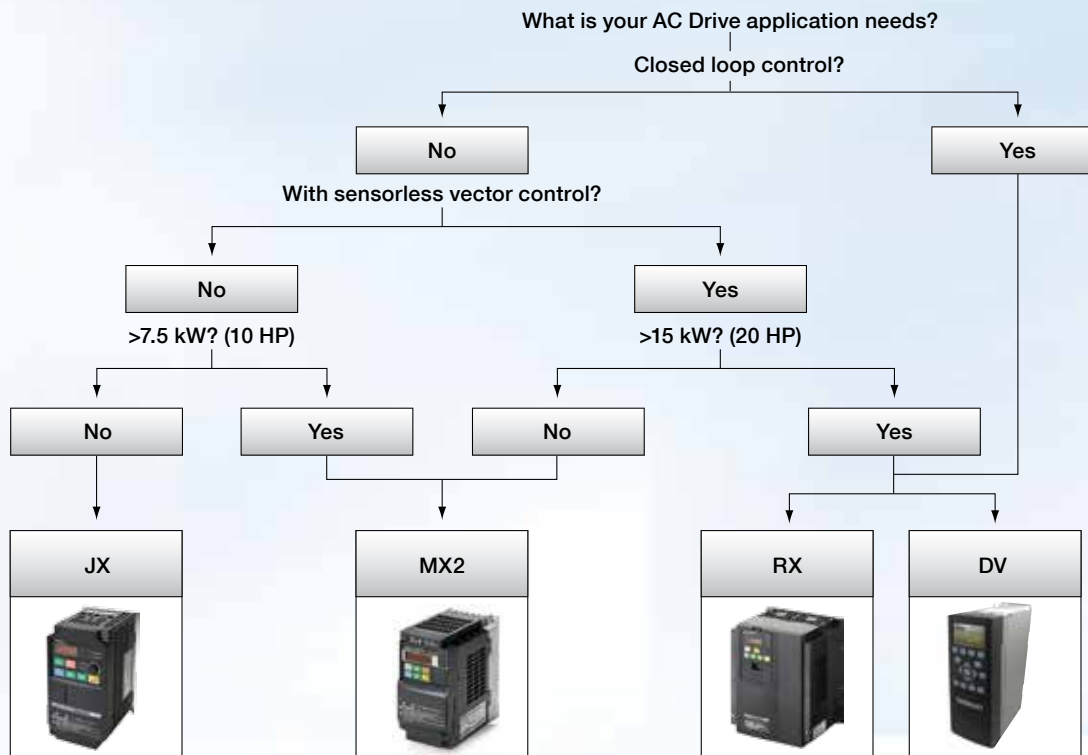 What is your AC Drive application needs?
Closed loop control?
No
Yes
With sensorless vector control?
No
Yes
>7.5 kW? (10 HP)
>15 kW? (20 HP)
No
Yes
No
Yes
JX
MX2
RX
DV